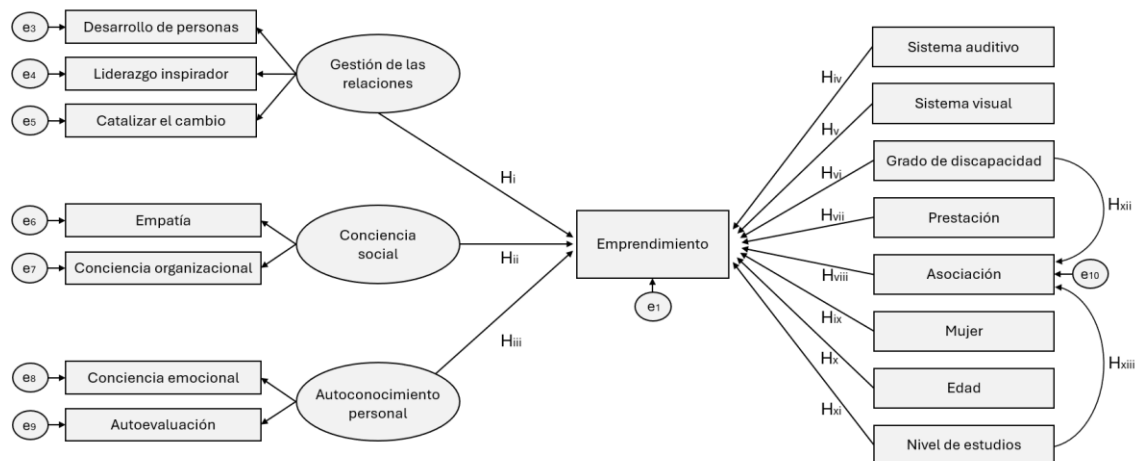 e3
Desarrollo de personas
e4
Liderazgo inspirador
e5
Catalizar el cambio
Gestión de las
relaciones
Hi
e6
Empatía
e7
Conciencia organizacional
Conciencia
social
Hii
e8
Conciencia emocional
e9
Autoevaluación
Autoconocimiento
personal
Hiii
Emprendimiento
e1
Hiv
Hv
Hvi
Hvii
Hviii
Hix
Hx
Hxi
Sistema auditivo
Sistema visual
Grado de discapacidad
Prestación
Asociación
Mujer
Edad
Nivel de estudios
Hxii
e10
Hxiii